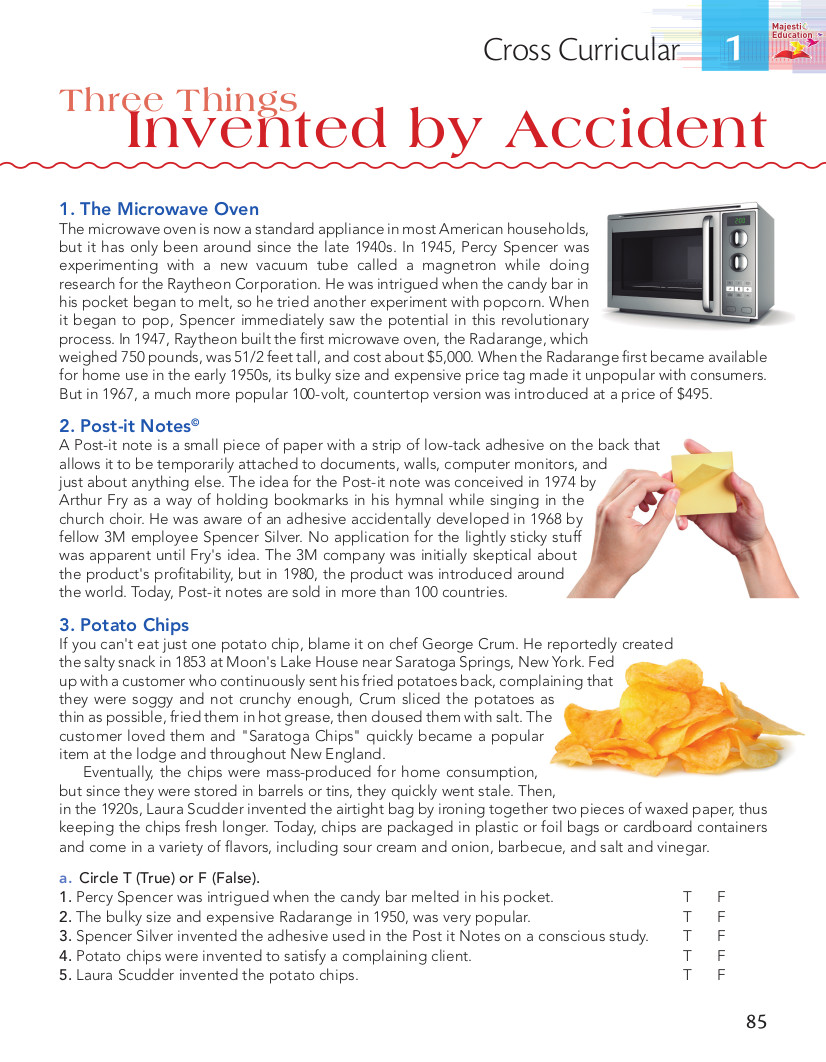 Cross Curricular
1
Majesti
Education
Three Things
Invented by Accident
1. The Microwave Oven
The microwave oven is now a standard appliance in most American households,
but it has only been around since the late 1940s. In 1945, Percy Spencer was
experimenting with a new vacuum tube called a magnetron while doing
research for the Raytheon Corporation. He was intrigued when the candy bar in
his pocket began to melt, so he tried another experiment with popcorn. When
it began to pop, Spencer immediately saw the potential in this revolutionary
process. In 1947, Raytheon built the first microwave oven, the Radarange, which
weighed 750 pounds, was 51/2 feet tall, and cost about $5,000. When the Radarange first became available
for home use in the early 1950s, its bulky size and expensive price tag made it unpopular with consumers.
But in 1967, a much more popular 100-volt, countertop version was introduced at a price of $495.
2. Post-it Notes©
A Post-it note is a small piece of paper with a strip of low-tack adhesive on the back that
allows it to be temporarily attached to documents, walls, computer monitors, and
just about anything else. The idea for the Post-it note was conceived in 1974 by
Arthur Fry as a way of holding bookmarks in his hymnal while singing in the
church choir. He was aware of an adhesive accidentally developed in 1968 by
fellow 3M employee Spencer Silver. No application for the lightly sticky stuff
was apparent until Fry's idea. The 3M company was initially skeptical about
the product's profitability, but in 1980, the product was introduced around
the world. Today, Post-it notes are sold in more than 100 countries.
3. Potato Chips
If you can't eat just one potato chip, blame it on chef George Crum. He reportedly created
the salty snack in 1853 at Moon's Lake House near Saratoga Springs, New York. Fed
up with a customer who continuously sent his fried potatoes back, complaining that
they were soggy and not crunchy enough, Crum sliced the potatoes as
thin as possible, fried them in hot grease, then doused them with salt. The
customer loved them and "Saratoga Chips" quickly became a popular
item at the lodge and throughout New England.
Eventually, the chips were mass-produced for home consumption,
but since they were stored in barrels or tins, they quickly went stale. Then,
in the 1920s, Laura Scudder invented the airtight bag by ironing together two pieces of waxed paper, thus
keeping the chips fresh longer. Today, chips are packaged in plastic or foil bags or cardboard containers
and come in a variety of flavors, including sour cream and onion, barbecue, and salt and vinegar.
a. Circle T (True) or F (False).
1. Percy Spencer was intrigued when the candy bar melted in his pocket. T F
2. The bulky size and expensive Radarange in 1950, was very popular. T F
3. Spencer Silver invented the adhesive used in the Post it Notes on a conscious study. T F
4. Potato chips were invented to satisfy a complaining client. T F
5. Laura Scudder invented the potato chips. T F
85